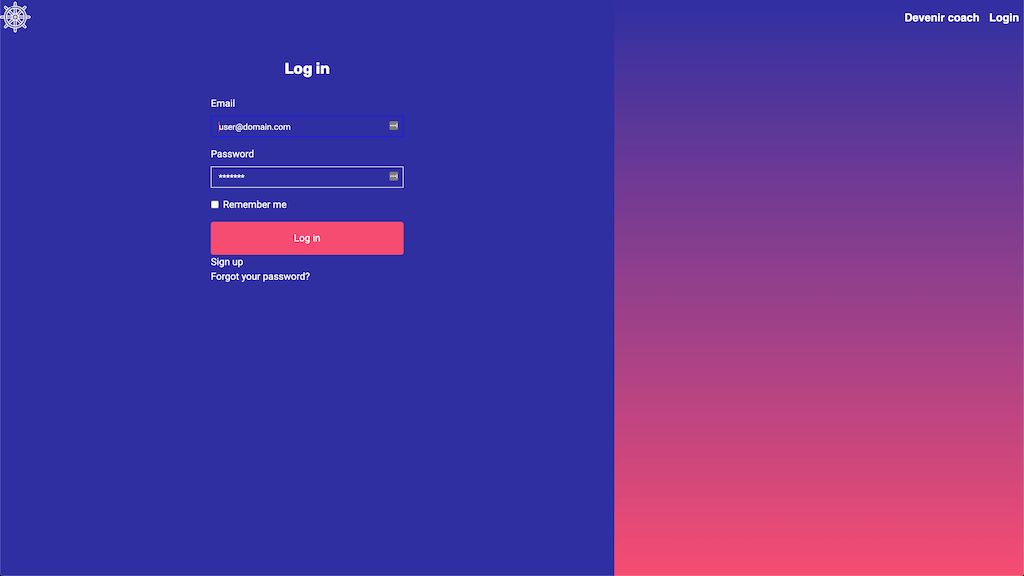 Devenir coach Login
Log in
Email
user@domain.com
Password
*******
Remember me
Log in
Sign up
Forgot your password?